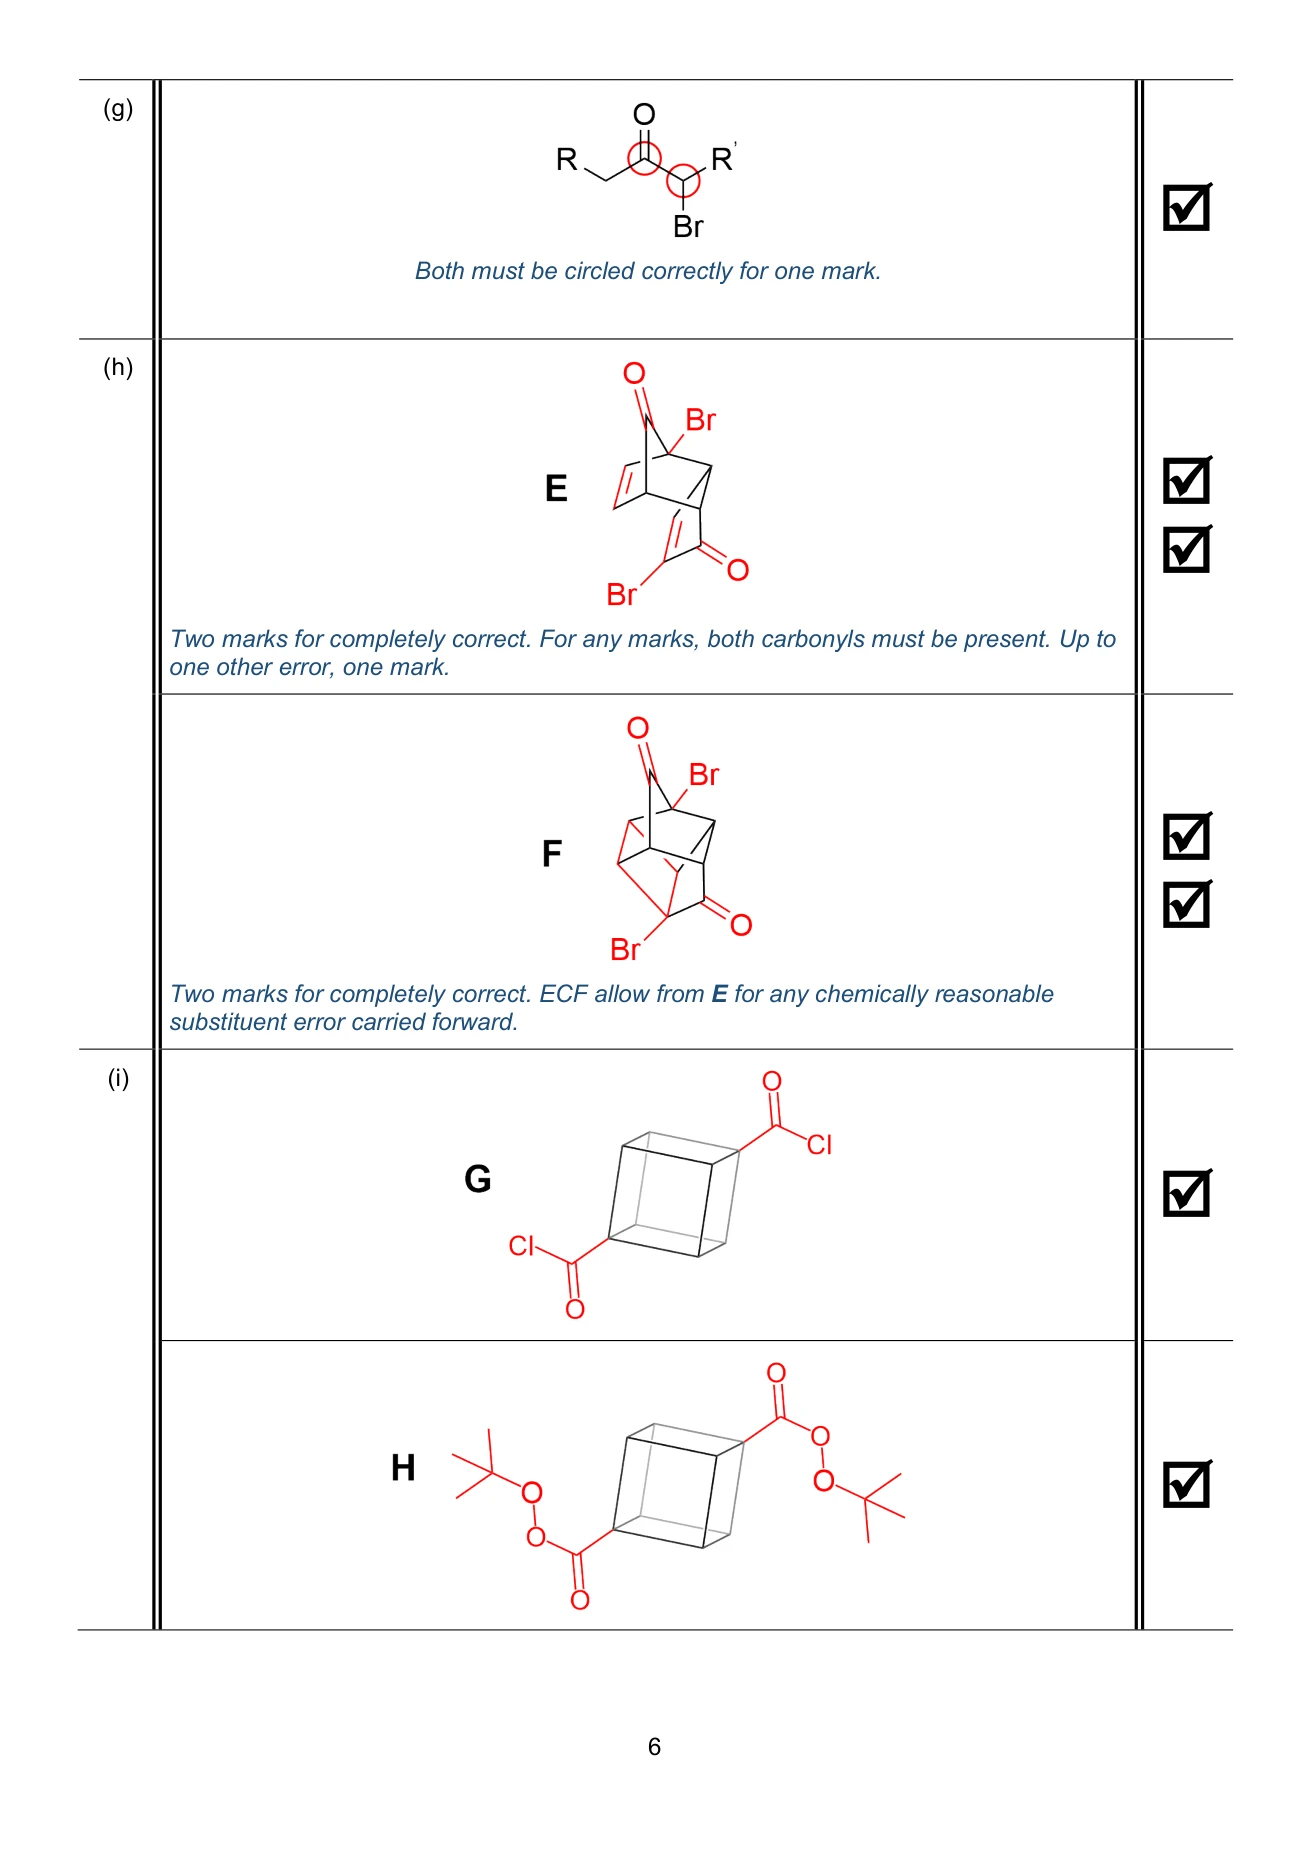 (g)
O
R
R'
Br
Both must be circled correctly for one mark.
(h)
O
Br
E
O
Br
Two marks for completely correct. For any marks, both carbonyls must be present. Up to
one other error, one mark.
O
Br
F
O
Br
Two marks for completely correct. ECF allow from E for any chemically reasonable
substituent error carried forward.
(i)
O
Cl
G
Cl
O
O
O
H
O
O
O
O
6